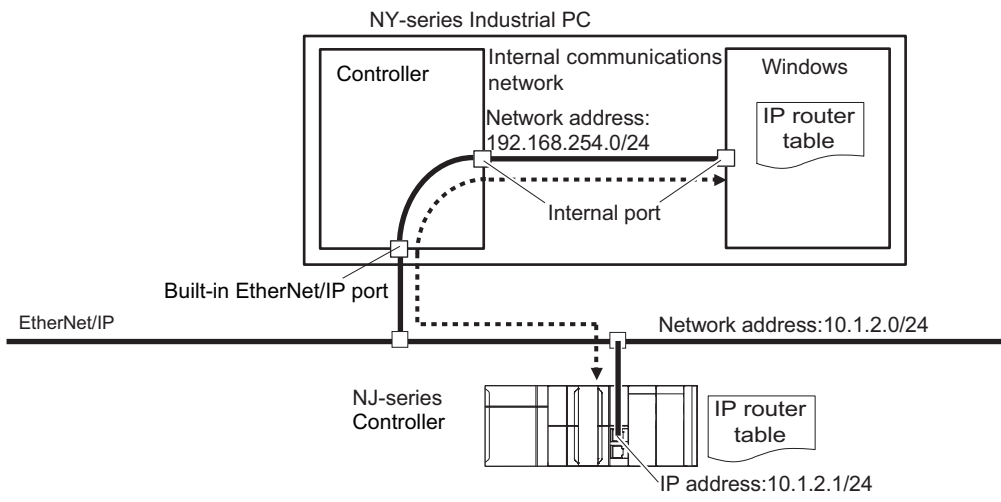 NY-series Industrial PC
Controller
Internal communications
network
Windows
IP router
table
Network address:
192.168.254.0/24
Internal port
Built-in EtherNet/IP port
EtherNet/IP
Network address:10.1.2.0/24
NJ-series
Controller
IP router
table
IP address:10.1.2.1/24